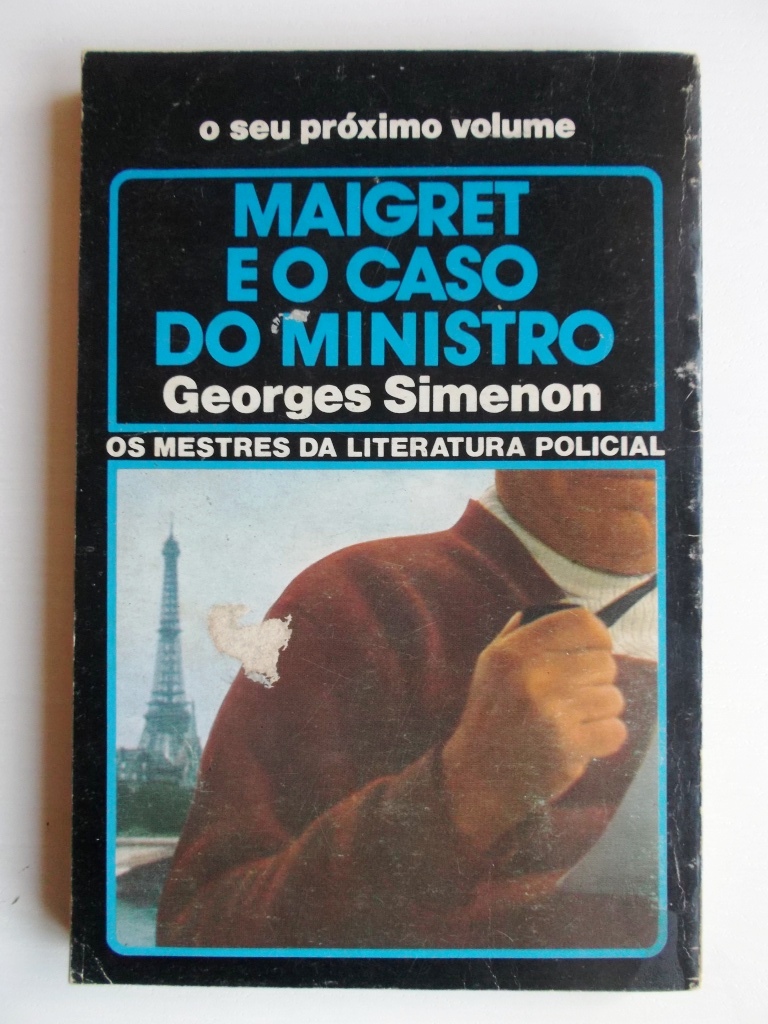 o seu próximo volume
MAIGRET
E O CASO
DO MINISTRO
Georges Simenon
OS MESTRES DA LITERATURA POLICIAL